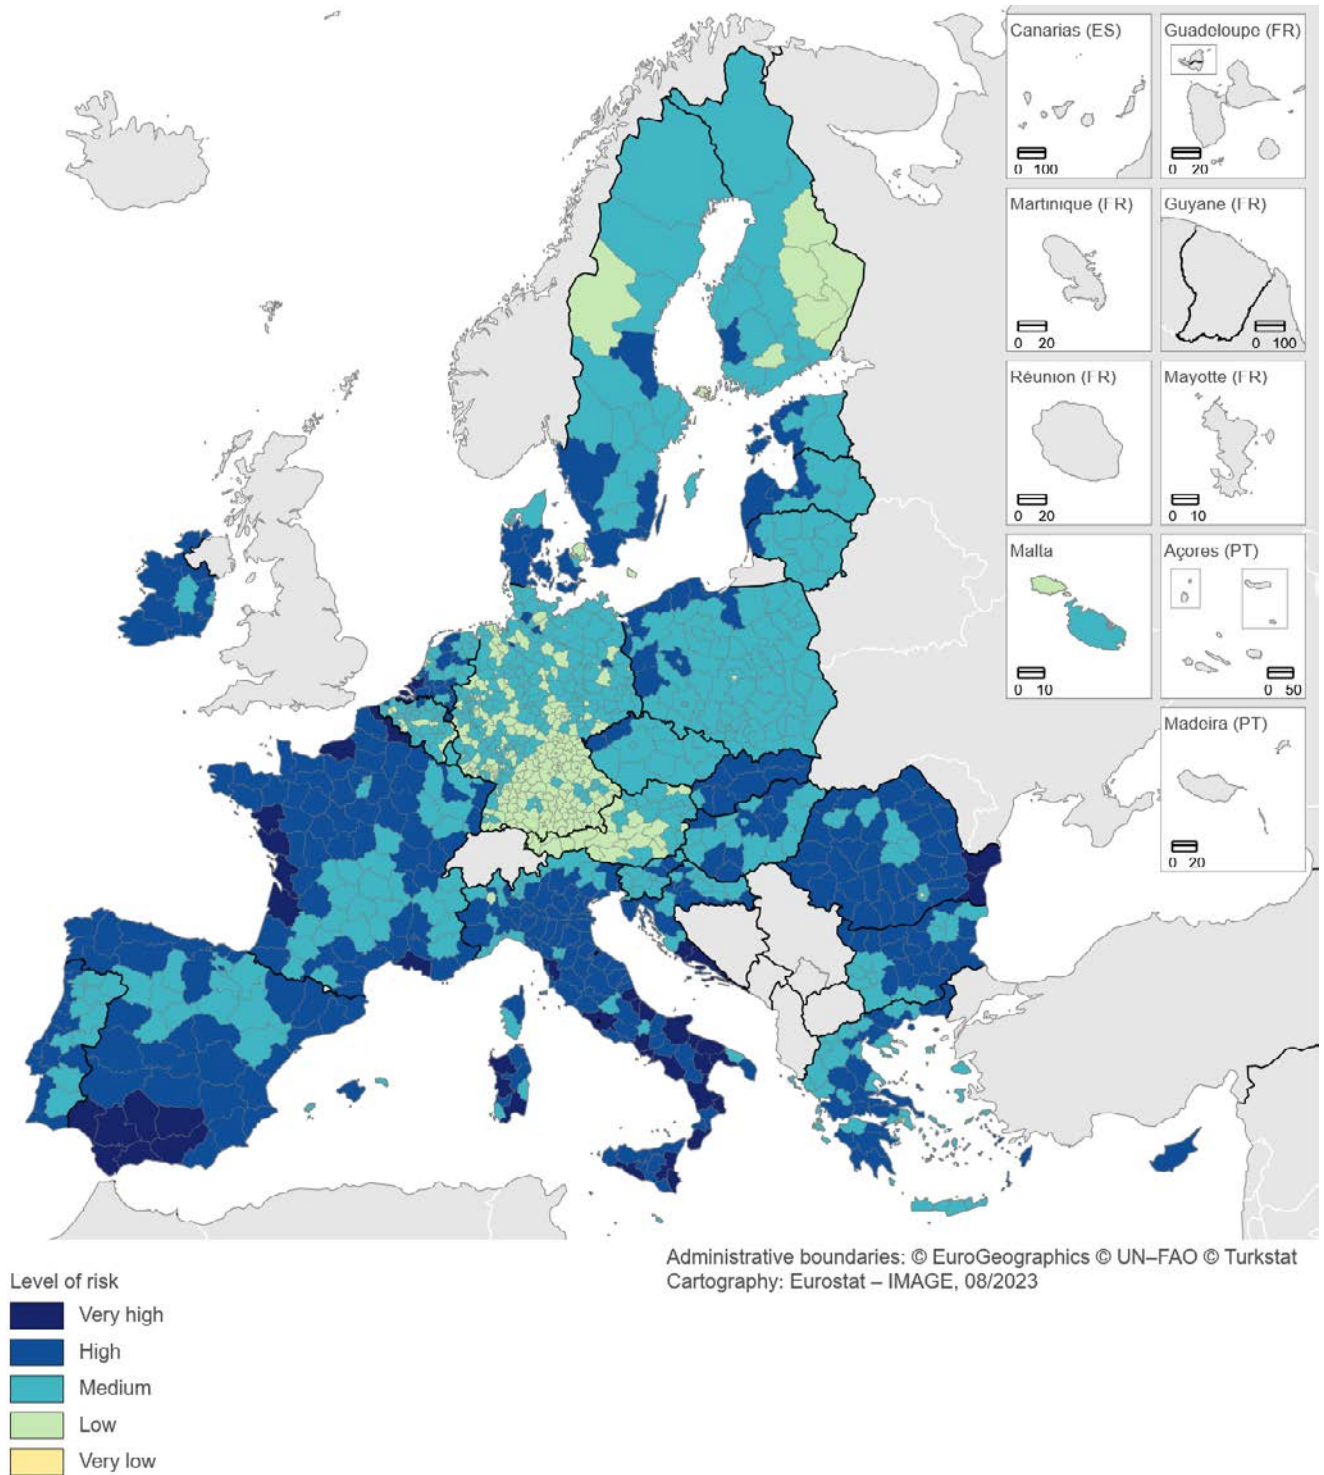 Canarias (ES)
0 100
Guadeloupe (FR)
0 20
Martinique (FR)
0 20
Guyane (FR)
0 100
Réunion (FR)
0 20
Mayotte (FR)
0 10
Malta
0 10
Açores (PT)
0 50
Madeira (PT)
0 20
Administrative boundaries: © EuroGeographics © UN–FAO © Turkstat
Cartography: Eurostat – IMAGE, 08/2023
Level of risk
Very high
High
Medium
Low
Very low